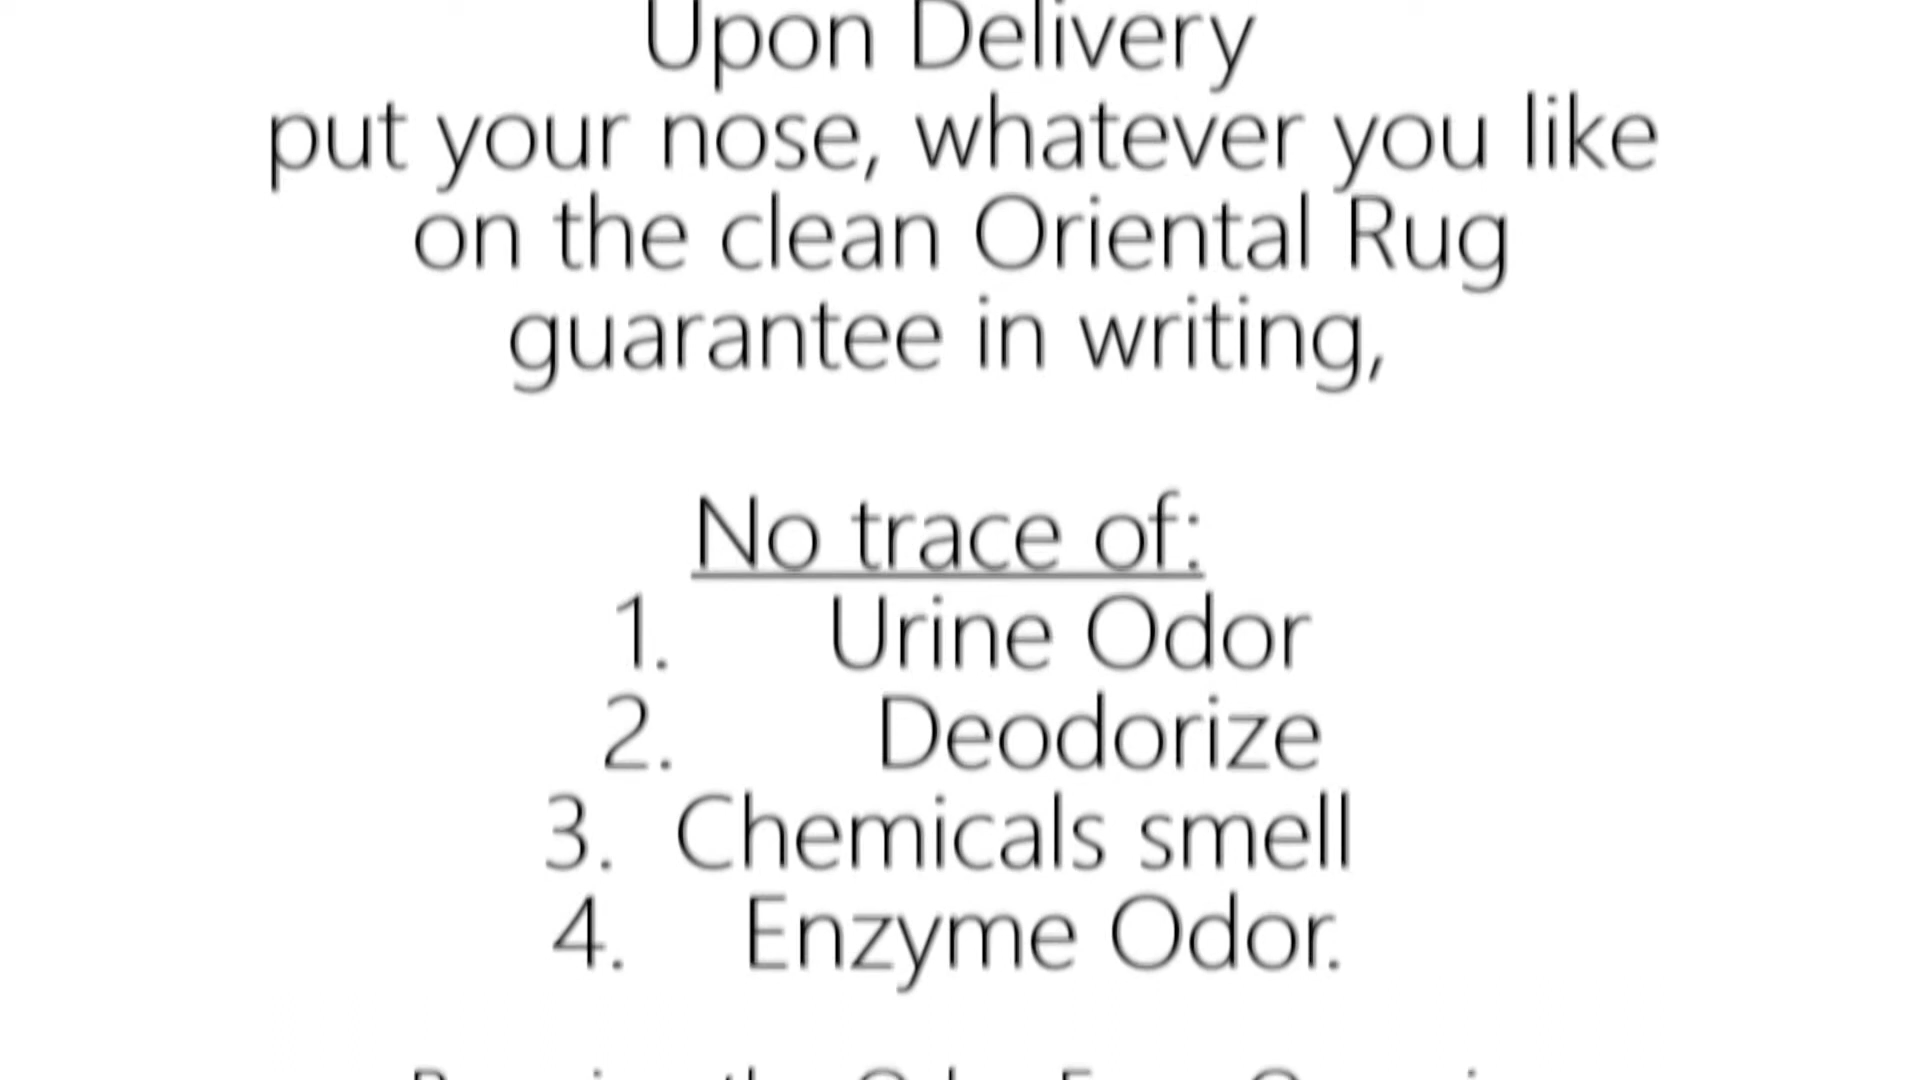 Upon Delivery
put your nose, whatever you like
on the clean Oriental Rug
guarantee in writing,
No trace of:
1. Urine Odor
2. Deodorize
3. Chemicals smell
4. Enzyme Odor.